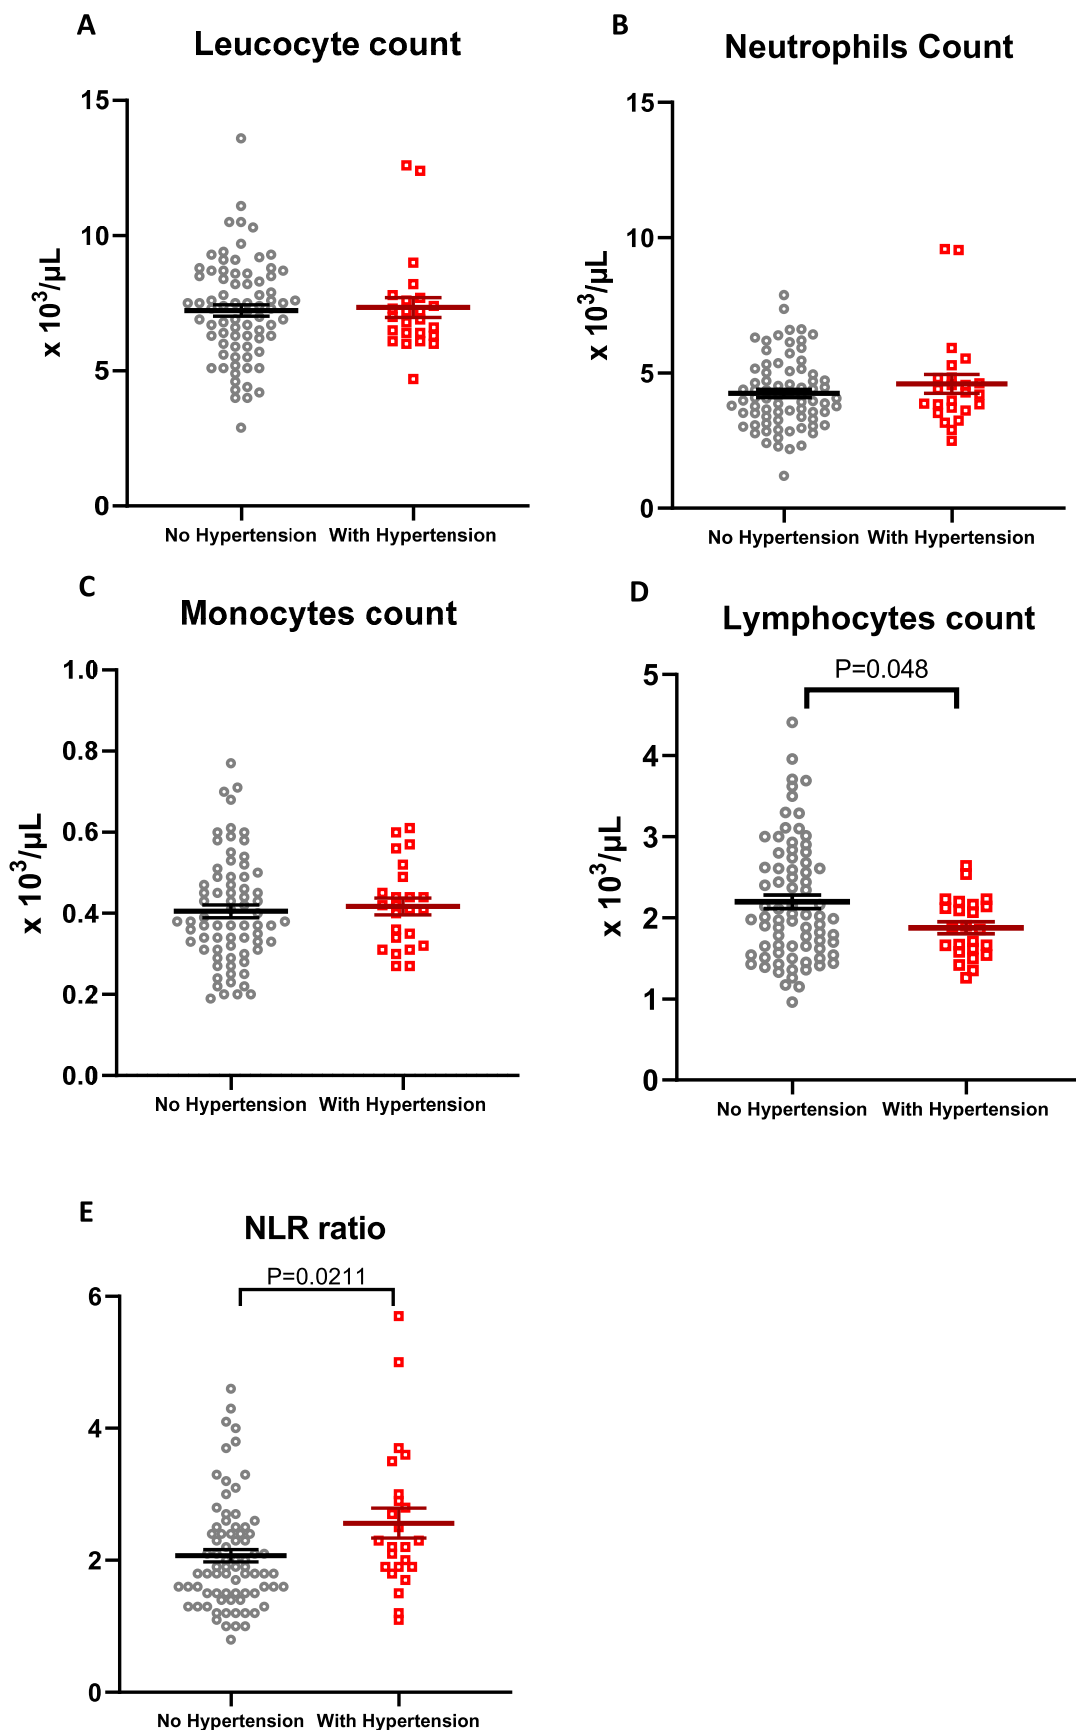 A
Leucocyte count
15
10
5
0
x 10³/µL
No Hypertension With Hypertension
B
Neutrophils Count
15
10
5
0
x 10³/µL
No Hypertension With Hypertension
C
Monocytes count
1.0
0.8
0.6
0.4
0.2
0.0
x 10³/µL
No Hypertension With Hypertension
D
Lymphocytes count
P=0.048
5
4
3
2
1
0
x 10³/µL
No Hypertension With Hypertension
E
NLR ratio
P=0.0211
6
4
2
0
No Hypertension With Hypertension